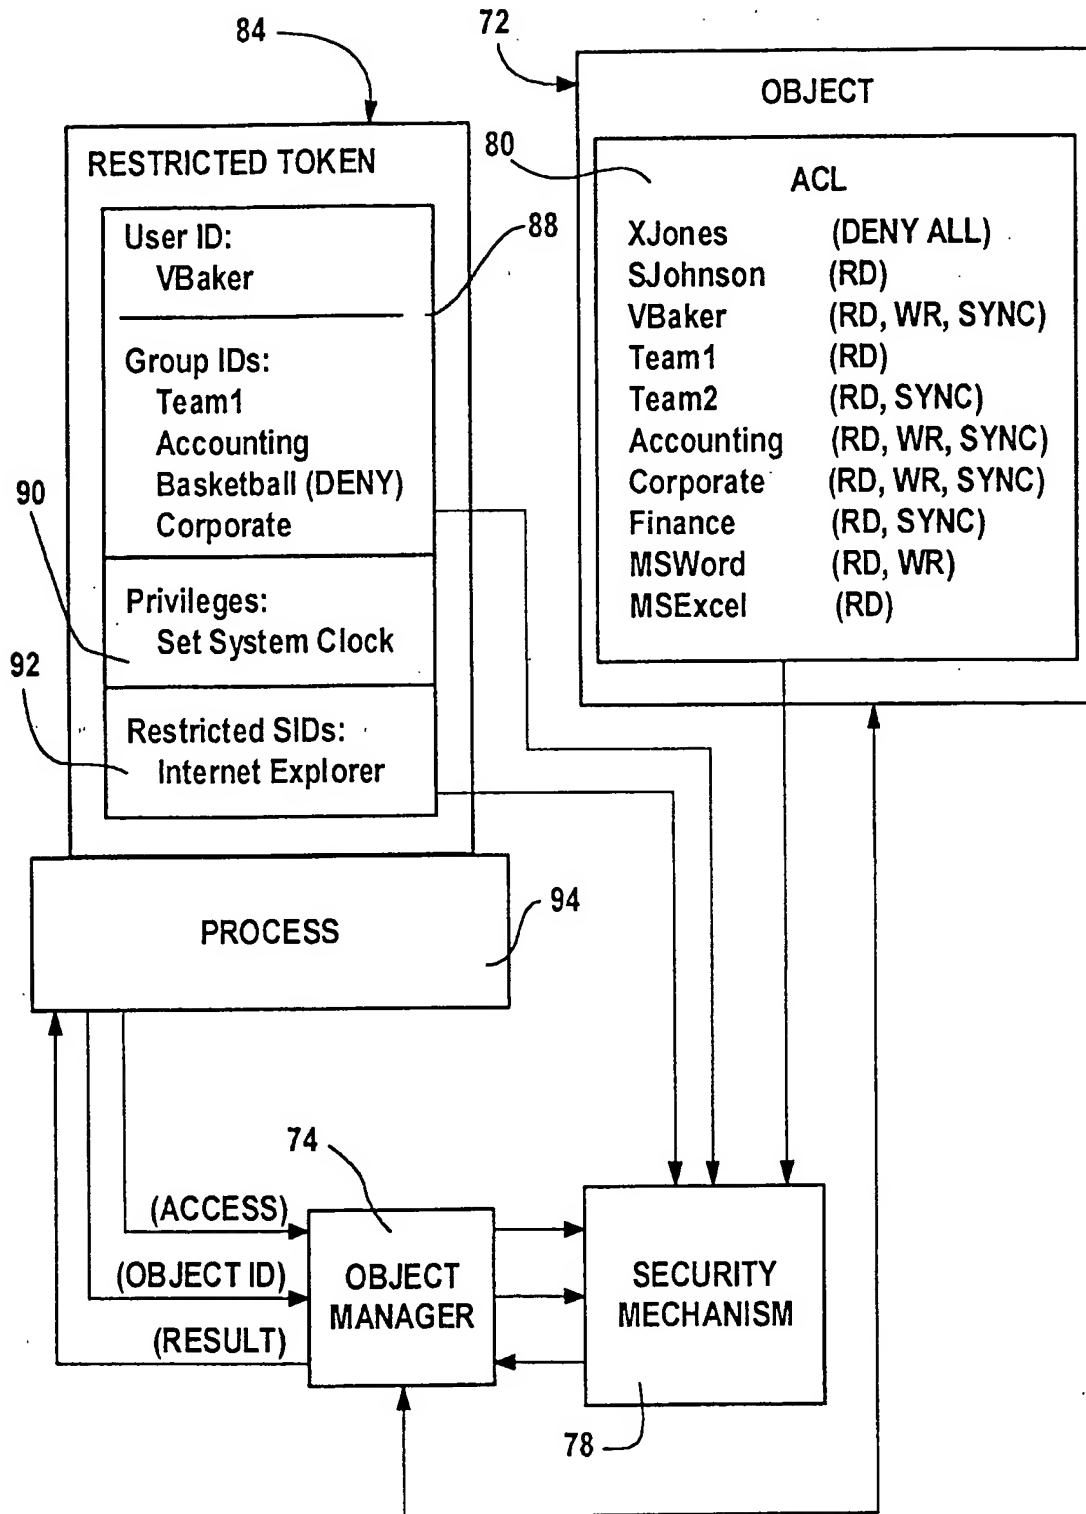 84
72
OBJECT
RESTRICTED TOKEN
80
ACL
User ID:
VBaker
88
Group IDs:
Team1
Accounting
Basketball (DENY)
Corporate
90
Privileges:
Set System Clock
92
Restricted SIDs:
Internet Explorer
XJones (DENY ALL)
SJohnson (RD)
VBaker (RD, WR, SYNC)
Team1 (RD)
Team2 (RD, SYNC)
Accounting (RD, WR, SYNC)
Corporate (RD, WR, SYNC)
Finance (RD, SYNC)
MSWord (RD, WR)
MSExcel (RD)
PROCESS
94
74
(ACCESS)
(OBJECT ID)
(RESULT)
OBJECT
MANAGER
SECURITY
MECHANISM
78